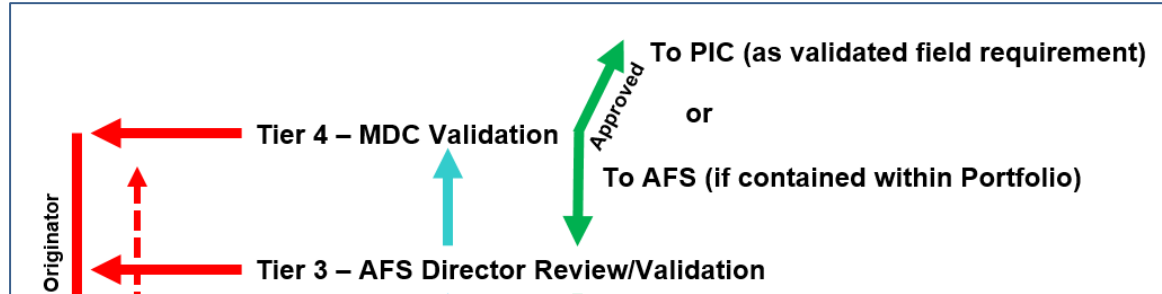 To PIC (as validated field requirement)
Approved
or
Tier 4 – MDC Validation
To AFS (if contained within Portfolio)
Originator
Tier 3 – AFS Director Review/Validation